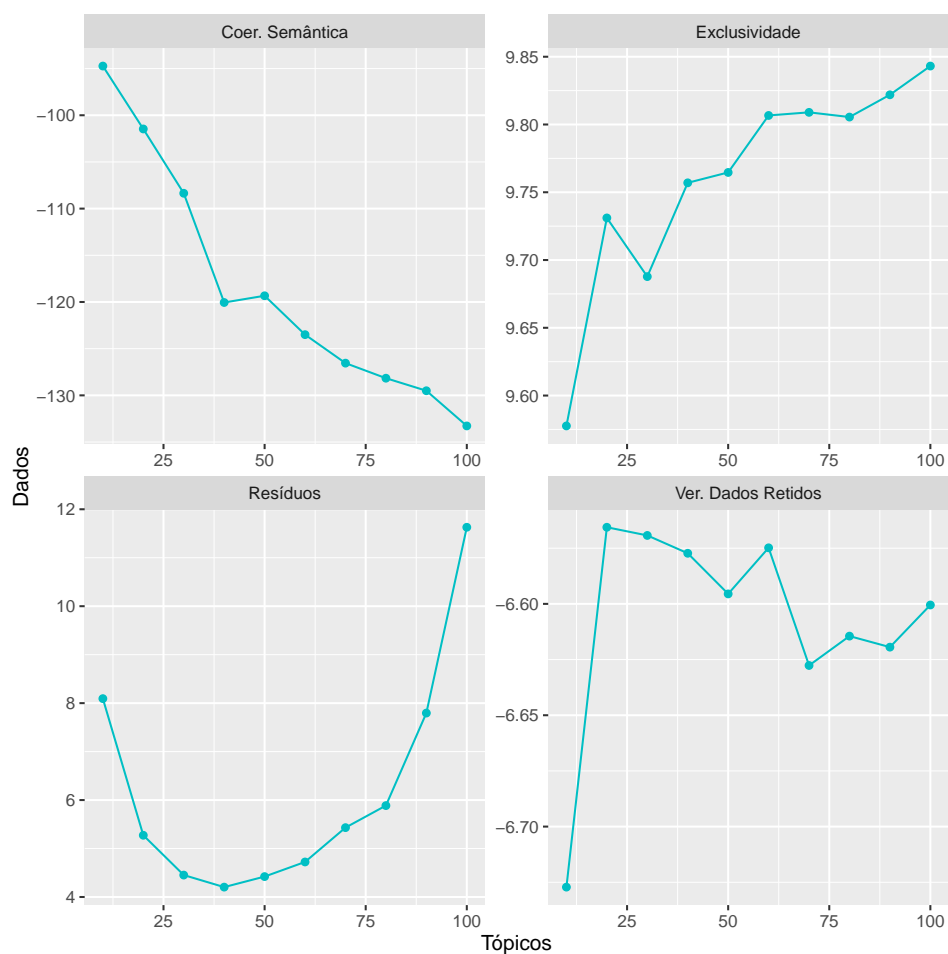 Coer. Semântica
Exclusividade
−100
−110
−120
−130
9.85
9.80
9.75
9.70
9.65
9.60
25 50 75 100
25 50 75 100
Dados
Resíduos
Ver. Dados Retidos
12
10
8
6
4
−6.60
−6.65
−6.70
25 50 75 100
25 50 75 100
Tópicos